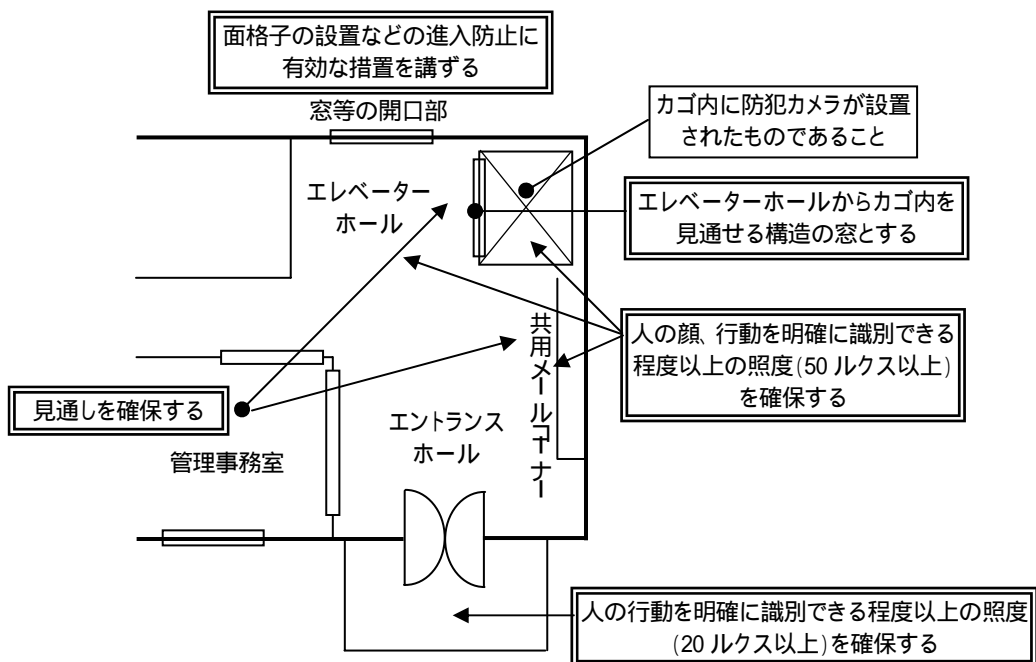 面格子の設置などの進入防止に
有効な措置を講ずる
窓等の開口部
カゴ内に防犯カメラが設置
されたものであること
エレベーター
ホール
エレベーターホールからカゴ内を
見通せる構造の窓とする
共用メールコーナー
人の顔、行動を明確に識別できる
程度以上の照度(50 ルクス以上)
を確保する
見通しを確保する
エントランス
ホール
管理事務室
人の行動を明確に識別できる程度以上の照度
(20 ルクス以上)を確保する